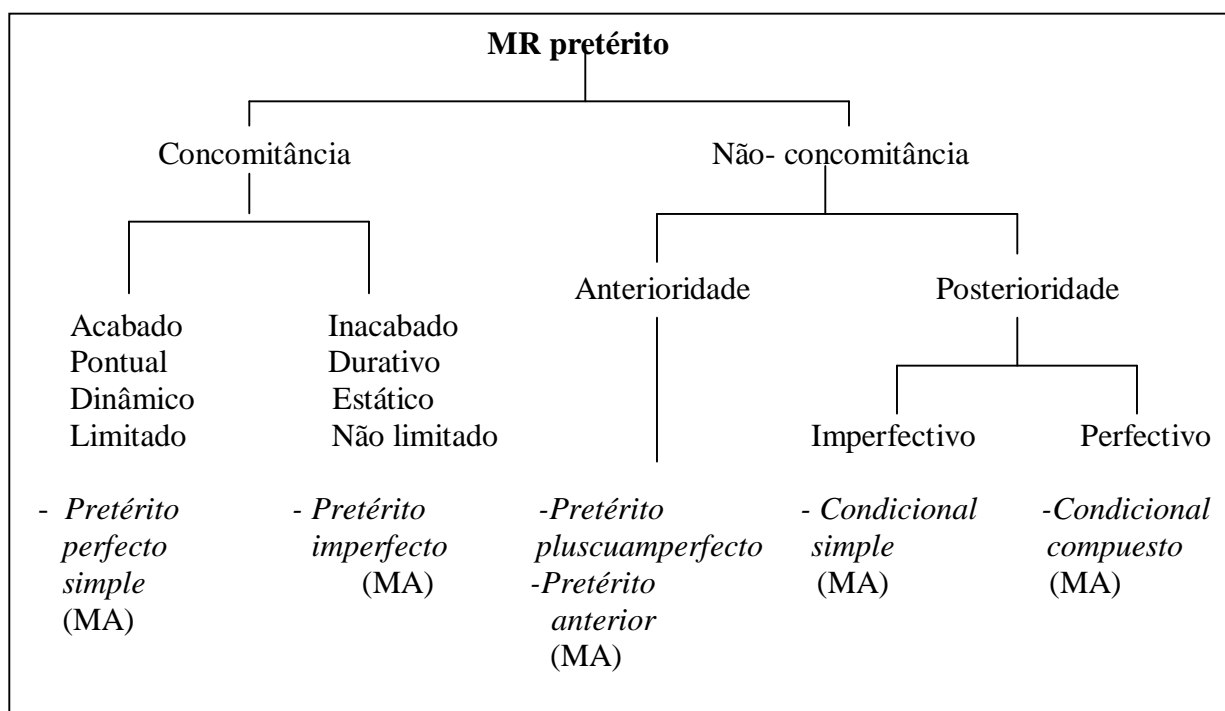 MR pretérito
Concomitância
Não- concomitância
Acabado
Pontual
Dinâmico
Limitado
- Pretérito
perfecto
simple
(MA)
Inacabado
Durativo
Estático
Não limitado
- Pretérito
imperfecto
(MA)
Anterioridade
-Pretérito
pluscuamperfecto
-Pretérito
anterior
(MA)
Posterioridade
Imperfectivo
- Condicional
simple
(MA)
Perfectivo
-Condicional
compuesto
(MA)